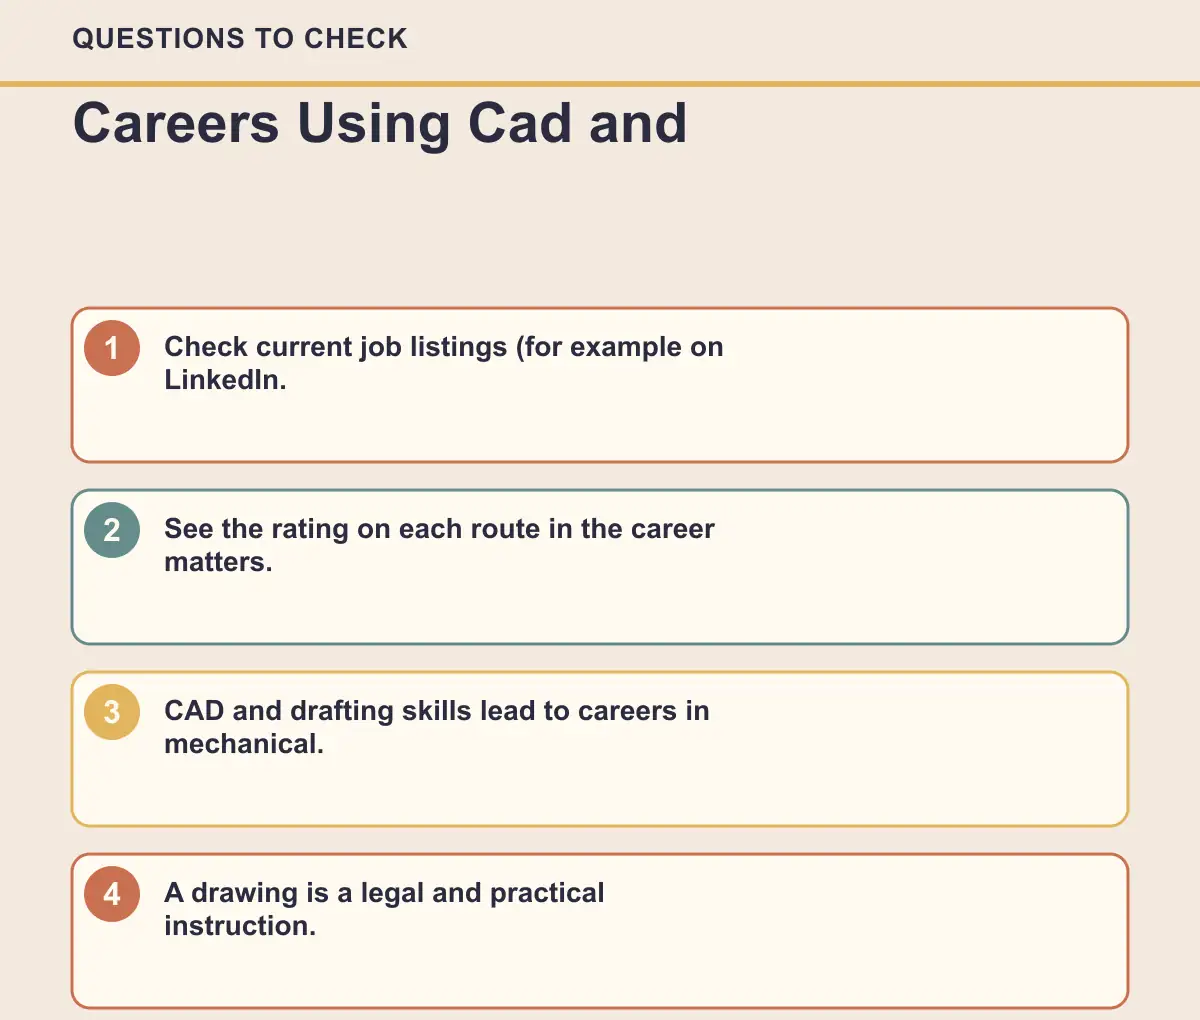 QUESTIONS TO CHECK
Careers Using Cad and
1
Check current job listings (for example on
LinkedIn.
2
See the rating on each route in the career
matters.
3
CAD and drafting skills lead to careers in
mechanical.
4
A drawing is a legal and practical
instruction.